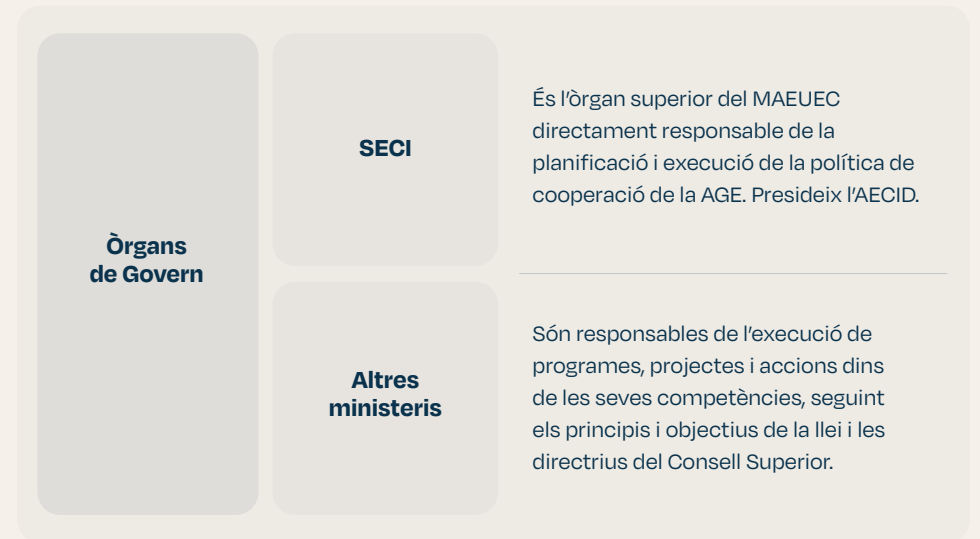 Òrgans
de Govern
SECI
És l’òrgan superior del MAEUEC
directament responsable de la
planificació i execució de la política de
cooperació de la AGE. Presideix l’AECID.
Altres
ministeris
Són responsables de l’execució de
programes, projectes i accions dins
de les seves competències, seguint
els principis i objectius de la llei i les
directrius del Consell Superior.